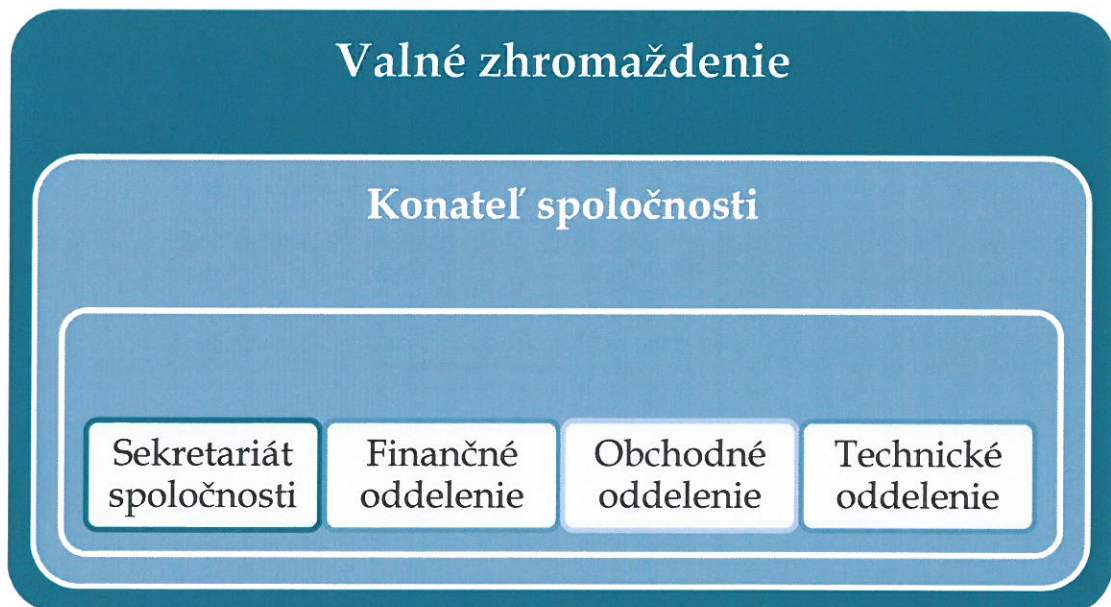 Valné zhromaždenie
Konateľ spoločnosti
Sekretariát
spoločnosti
Finančné
oddelenie
Obchodné
oddelenie
Technické
oddelenie